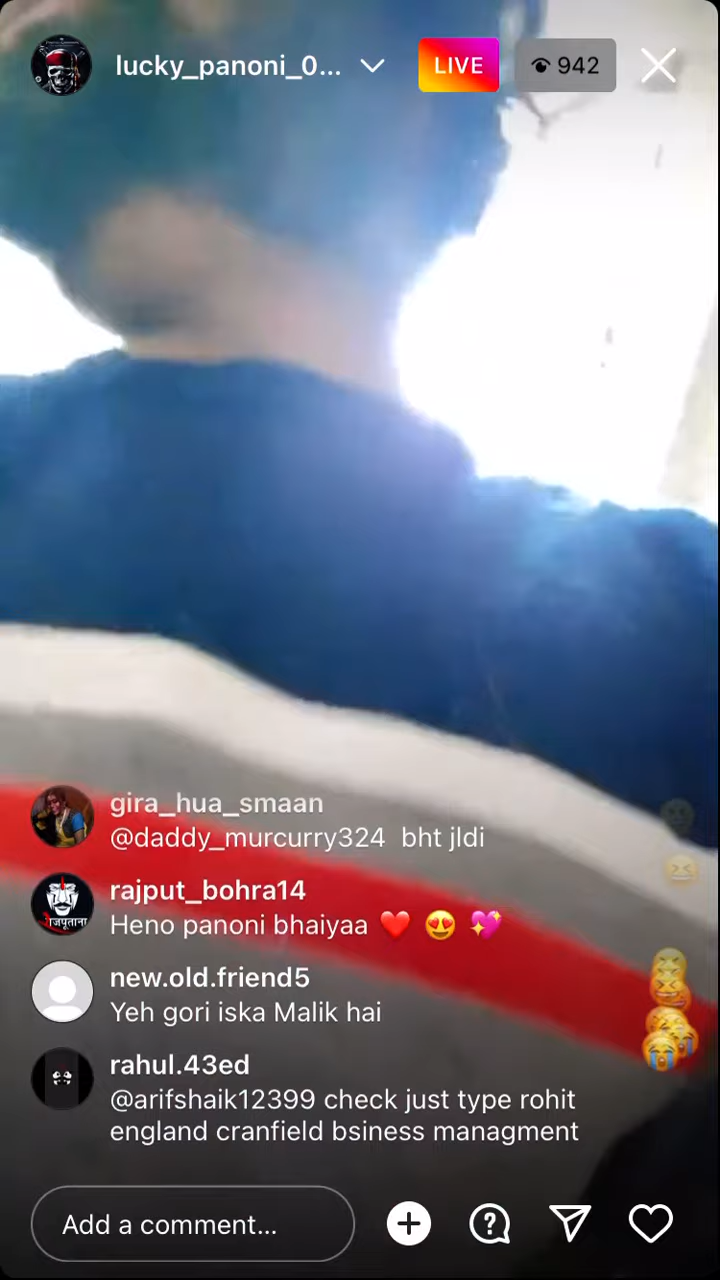 lucky_panoni_0...
LIVE
942
gira_hua_smaan
@daddy_murcurry324 bht jldi
rajput_bohra14
राजपूताना
Heno panoni bhaiyaa ❤️ 😍 💖
new.old.friend5
Yeh gori iska Malik hai
rahul.43ed
@arifshaik12399 check just type rohit
england cranfield bsiness managment
Add a comment...